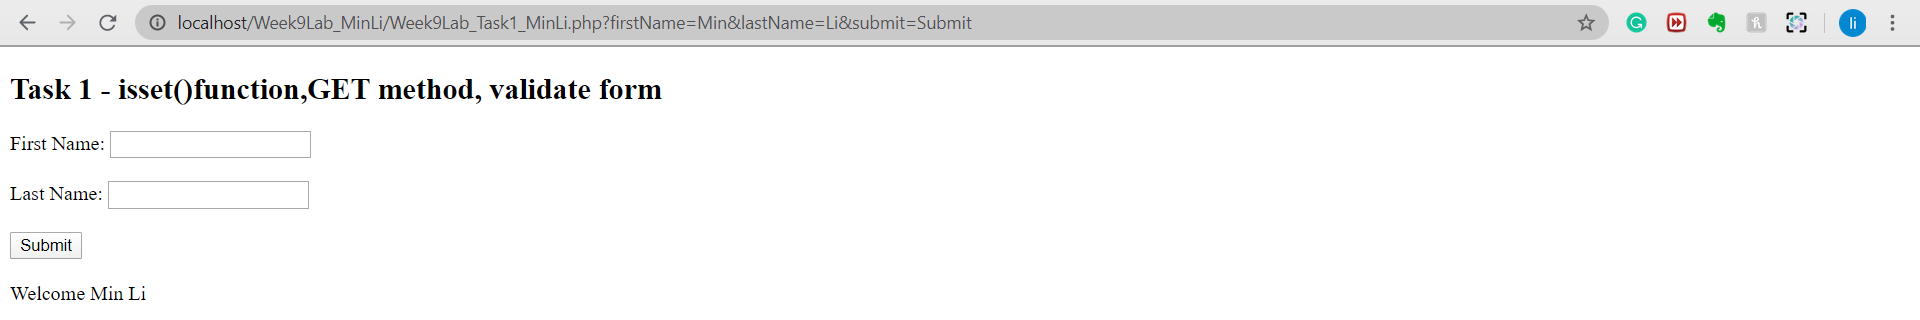 localhost/Week9Lab_MinLi/Week9Lab_Task1_MinLi.php?firstName=Min&lastName=Li&submit=Submit
li
Task 1 - isset()function,GET method, validate form
First Name:
Last Name:
Submit
Welcome Min Li